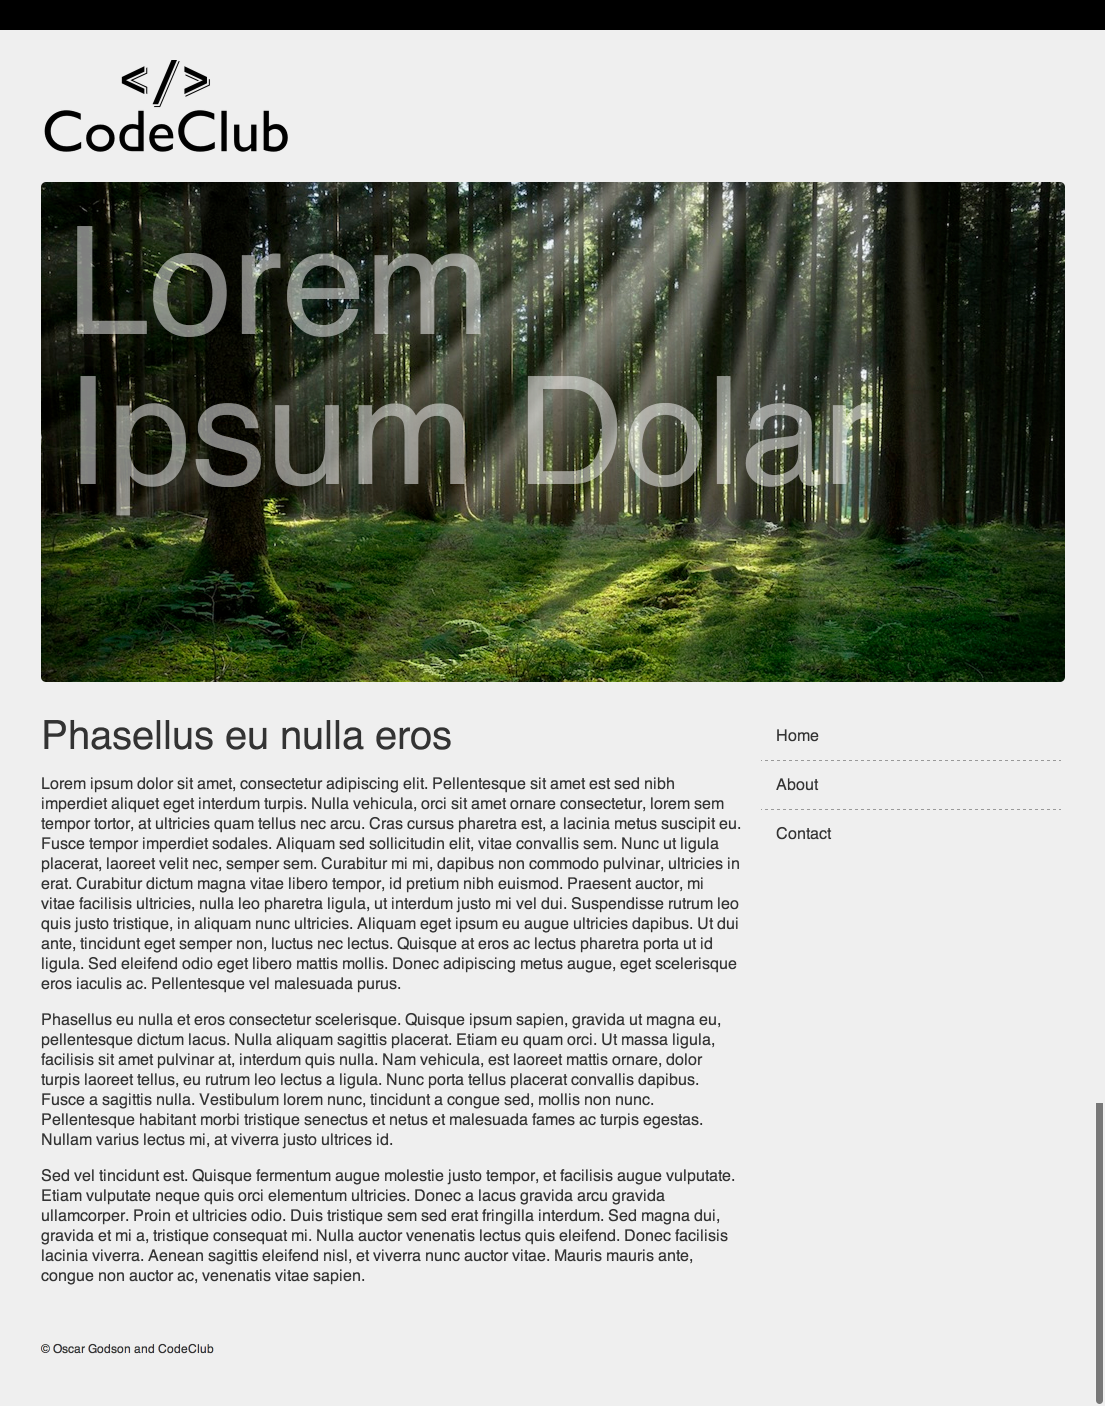 </>
CodeClub
Lorem
Ipsum Dolar
Phasellus eu nulla eros
Lorem ipsum dolor sit amet, consectetur adipiscing elit. Pellentesque sit amet est sed nibh
imperdiet aliquet eget interdum turpis. Nulla vehicula, orci sit amet ornare consectetur, lorem sem
tempor tortor, at ultricies quam tellus nec arcu. Cras cursus pharetra est, a lacinia metus suscipit eu.
Fusce tempor imperdiet sodales. Aliquam sed sollicitudin elit, vitae convallis sem. Nunc ut ligula
placerat, laoreet velit nec, semper sem. Curabitur mi mi, dapibus non commodo pulvinar, ultricies in
erat. Curabitur dictum magna vitae libero tempor, id pretium nibh euismod. Praesent auctor, mi
vitae facilisis ultricies, nulla leo pharetra ligula, ut interdum justo mi vel dui. Suspendisse rutrum leo
quis justo tristique, in aliquam nunc ultricies. Aliquam eget ipsum eu augue ultricies dapibus. Ut dui
ante, tincidunt eget semper non, luctus nec lectus. Quisque at eros ac lectus pharetra porta ut id
ligula. Sed eleifend odio eget libero mattis mollis. Donec adipiscing metus augue, eget scelerisque
eros iaculis ac. Pellentesque vel malesuada purus.
Phasellus eu nulla et eros consectetur scelerisque. Quisque ipsum sapien, gravida ut magna eu,
pellentesque dictum lacus. Nulla aliquam sagittis placerat. Etiam eu quam orci. Ut massa ligula,
facilisis sit amet pulvinar at, interdum quis nulla. Nam vehicula, est laoreet mattis ornare, dolor
turpis laoreet tellus, eu rutrum leo lectus a ligula. Nunc porta tellus placerat convallis dapibus.
Fusce a sagittis nulla. Vestibulum lorem nunc, tincidunt a congue sed, mollis non nunc.
Pellentesque habitant morbi tristique senectus et netus et malesuada fames ac turpis egestas.
Nullam varius lectus mi, at viverra justo ultrices id.
Sed vel tincidunt est. Quisque fermentum augue molestie justo tempor, et facilisis augue vulputate.
Etiam vulputate neque quis orci elementum ultricies. Donec a lacus gravida arcu gravida
ullamcorper. Proin et ultricies odio. Duis tristique sem sed erat fringilla interdum. Sed magna dui,
gravida et mi a, tristique consequat mi. Nulla auctor venenatis lectus quis eleifend. Donec facilisis
lacinia viverra. Aenean sagittis eleifend nisl, et viverra nunc auctor vitae. Mauris mauris ante,
congue non auctor ac, venenatis vitae sapien.
Home
About
Contact
© Oscar Godson and CodeClub